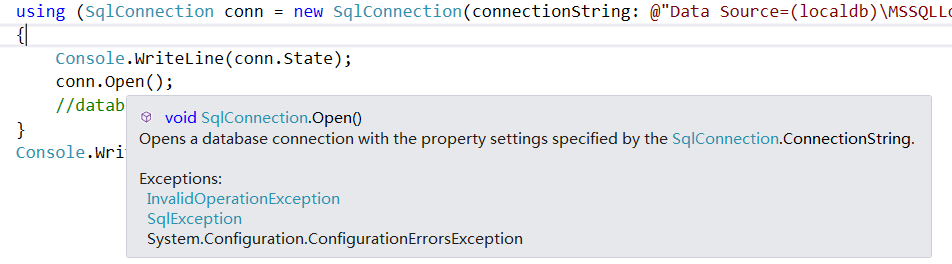 using (SqlConnection conn = new SqlConnection(connectionString: @"Data Source=(localdb)\MSSQLLo
{
Console.WriteLine(conn.State);
conn.Open();
//datab
}
Console.Wri
void SqlConnection.Open()
Opens a database connection with the property settings specified by the SqlConnection.ConnectionString.
Exceptions:
InvalidOperationException
SqlException
System.Configuration.ConfigurationErrorsException